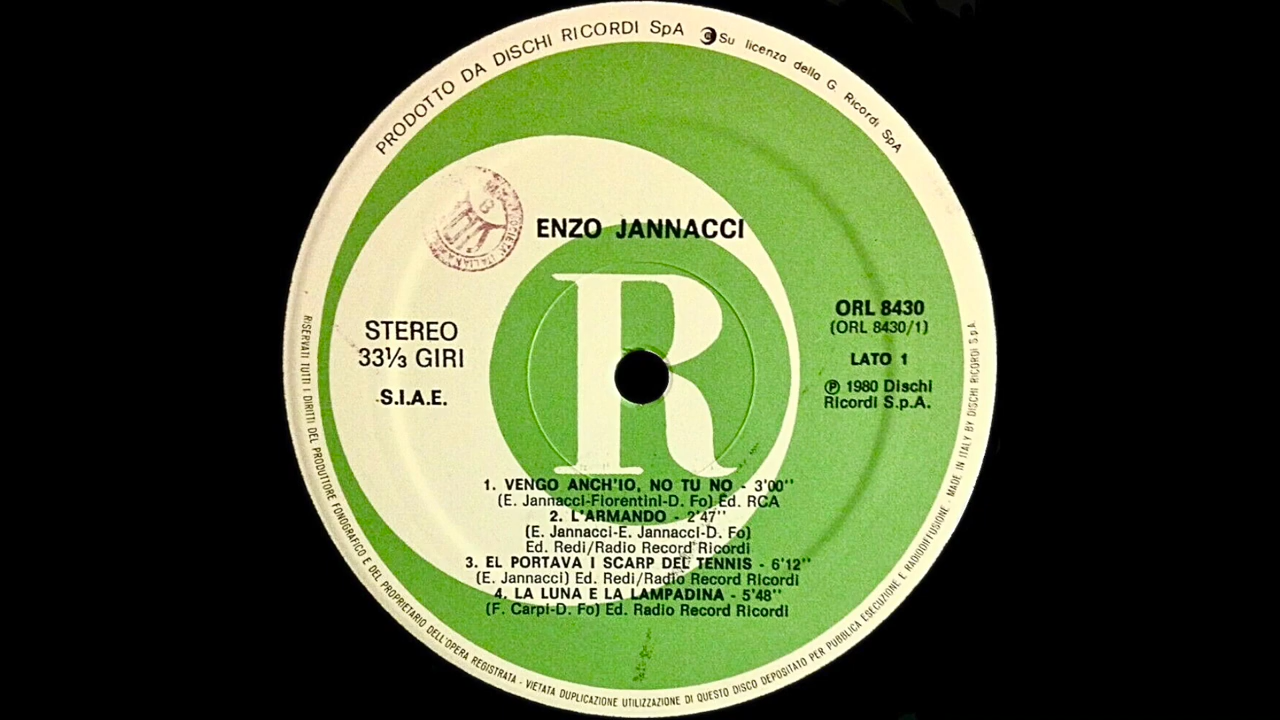 PRODOTTO DA DISCHI RICORDI SpA
Su licenza della G. Ricordi SpA
ENZO JANNACCI
R
STEREO
33⅓ GIRI
S.I.A.E.
ORL 8430
(ORL 8430/1)
LATO 1
℗ 1980 Dischi
Ricordi S.p.A.
1. VENGO ANCH'IO, NO TU NO - 3'00''
(E. Jannacci-Fiorentini-D. Fo) Ed. RCA
2. L'ARMANDO - 2'47''
(E. Jannacci-E. Jannacci-D. Fo)
Ed. Redi/Radio Record Ricordi
3. EL PORTAVA I SCARP DEL TENNIS - 6'12''
(E. Jannacci) Ed. Redi/Radio Record Ricordi
4. LA LUNA E LA LAMPADINA - 5'48''
(F. Carpi-D. Fo) Ed. Radio Record Ricordi
RISERVATI TUTTI I DIRITTI DEL PRODUTTORE FONOGRAFICO E DEL PROPRIETARIO DELL'OPERA REGISTRATA - VIETATA DUPLICAZIONE UTILIZZAZIONE DI QUESTO DISCO DEPOSITATO PER PUBBLICA ESECUZIONE E RADIODIFFUSIONE - MADE IN ITALY BY DISCHI RICORDI S.p.A.